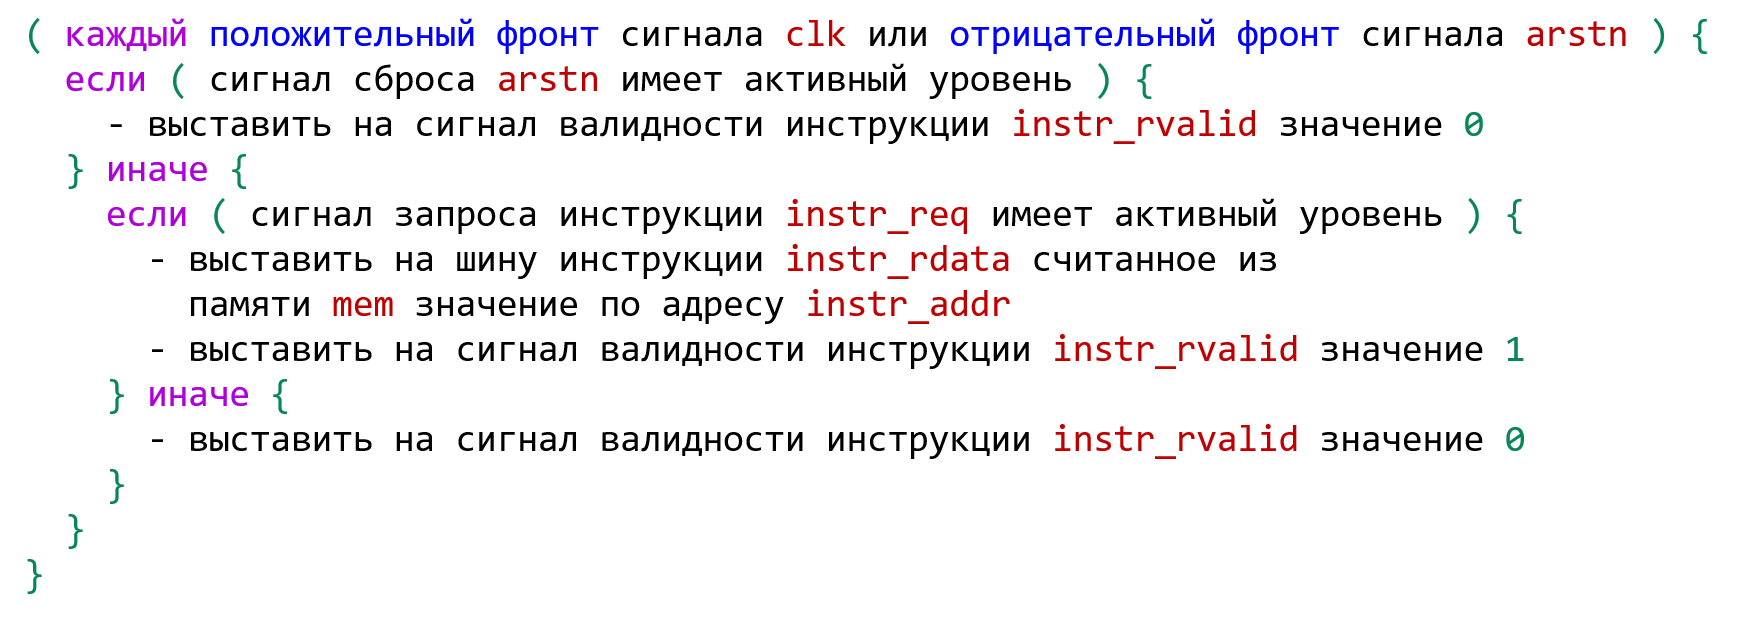 ( каждый положительный фронт сигнала clk или отрицательный фронт сигнала arstn ) {
если ( сигнал сброса arstn имеет активный уровень ) {
- выставить на сигнал валидности инструкции instr_rvalid значение 0
} иначе {
если ( сигнал запроса инструкции instr_req имеет активный уровень ) {
- выставить на шину инструкции instr_rdata считанное из
памяти mem значение по адресу instr_addr
- выставить на сигнал валидности инструкции instr_rvalid значение 1
} иначе {
- выставить на сигнал валидности инструкции instr_rvalid значение 0
}
}
}